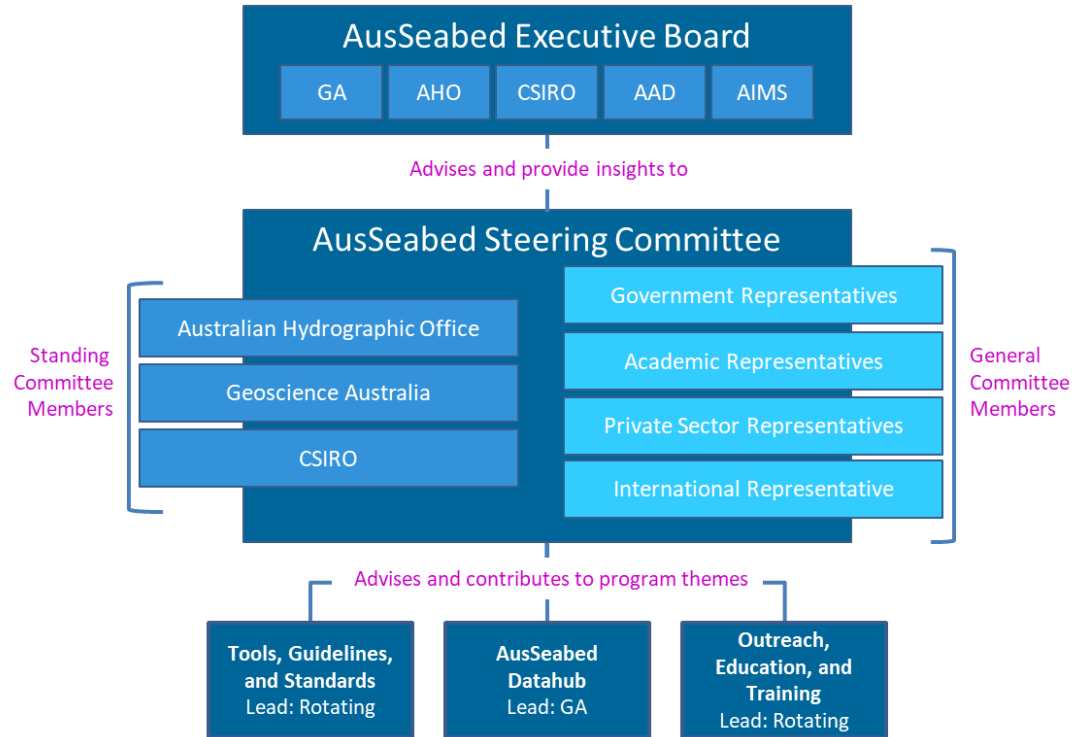 AusSeabed Executive Board
GA
AHO
CSIRO
AAD
AIMS
Advises and provide insights to
AusSeabed Steering Committee
Standing
Committee
Members
Australian Hydrographic Office
Geoscience Australia
CSIRO
Government Representatives
Academic Representatives
Private Sector Representatives
International Representative
General
Committee
Members
Advises and contributes to program themes
Tools, Guidelines,
and Standards
Lead: Rotating
AusSeabed
Datahub
Lead: GA
Outreach,
Education, and
Training
Lead: Rotating